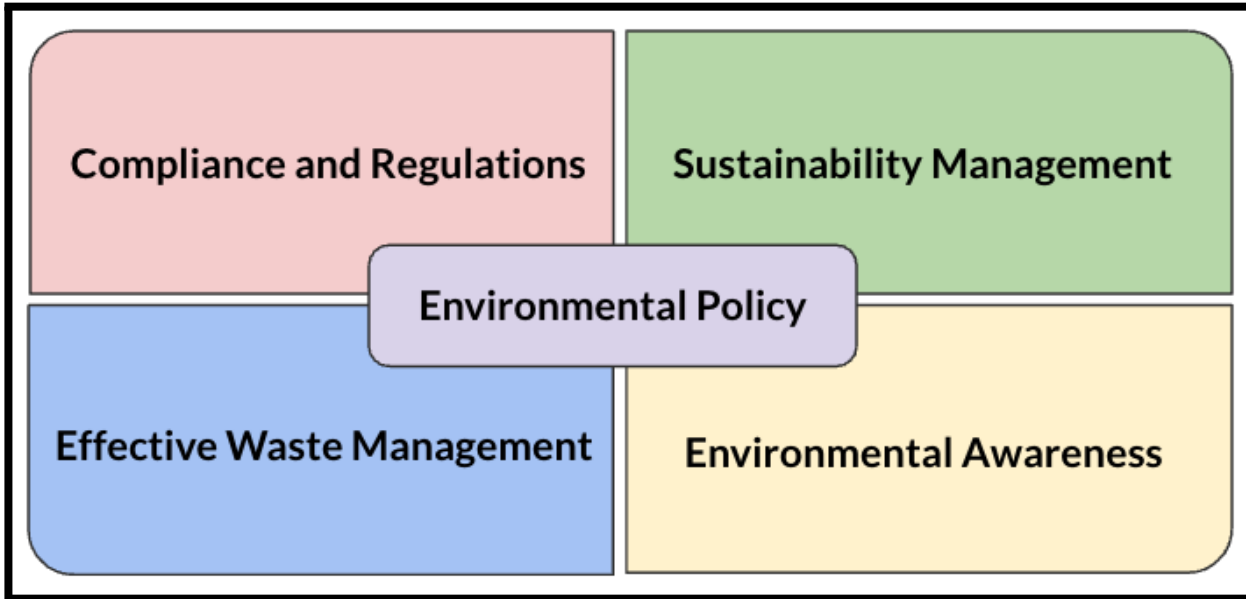 Compliance and Regulations
Sustainability Management
Environmental Policy
Effective Waste Management
Environmental Awareness